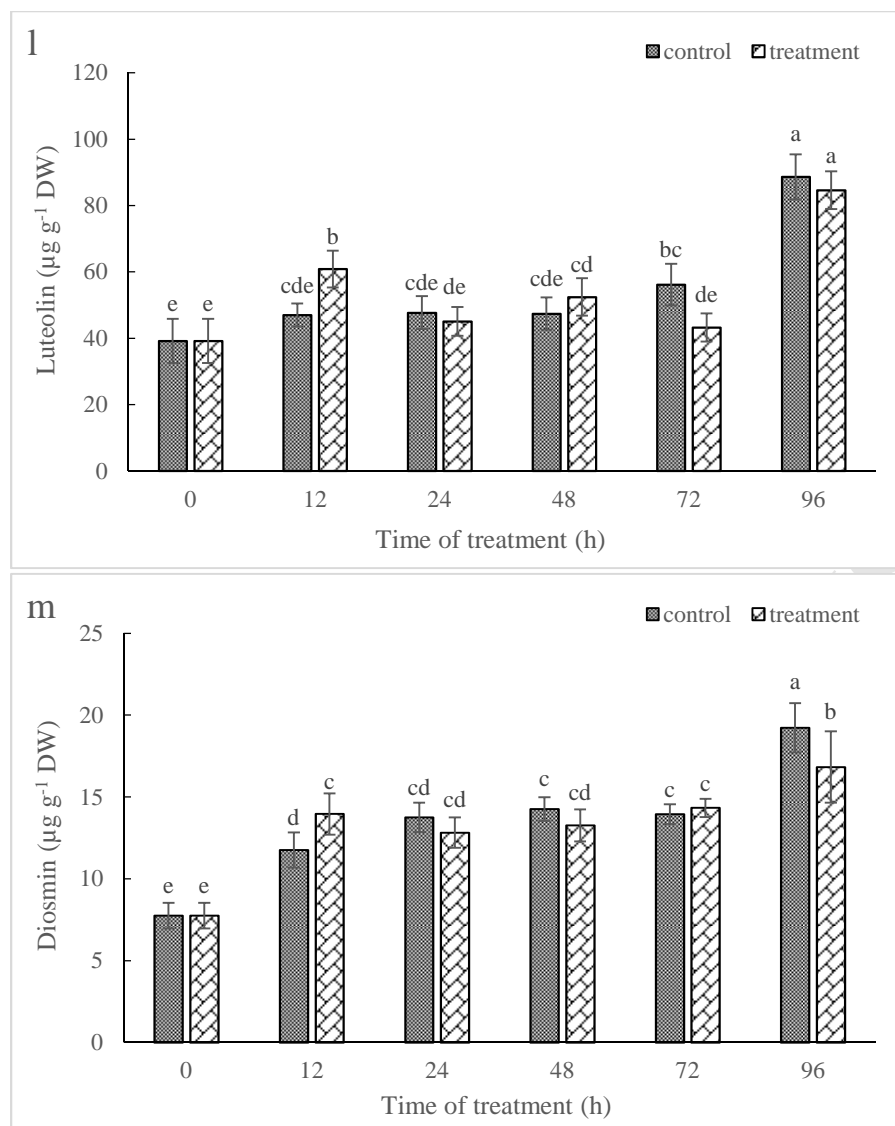 l
control treatment
120
100
80
60
40
20
0
Luteolin (µg g-1 DW)
e e cde b cde de cde cd bc de a a
0 12 24 48 72 96
Time of treatment (h)
m
control treatment
25
20
15
10
5
0
Diosmin (µg g-1 DW)
e e d c cd cd c cd c c a b
0 12 24 48 72 96
Time of treatment (h)